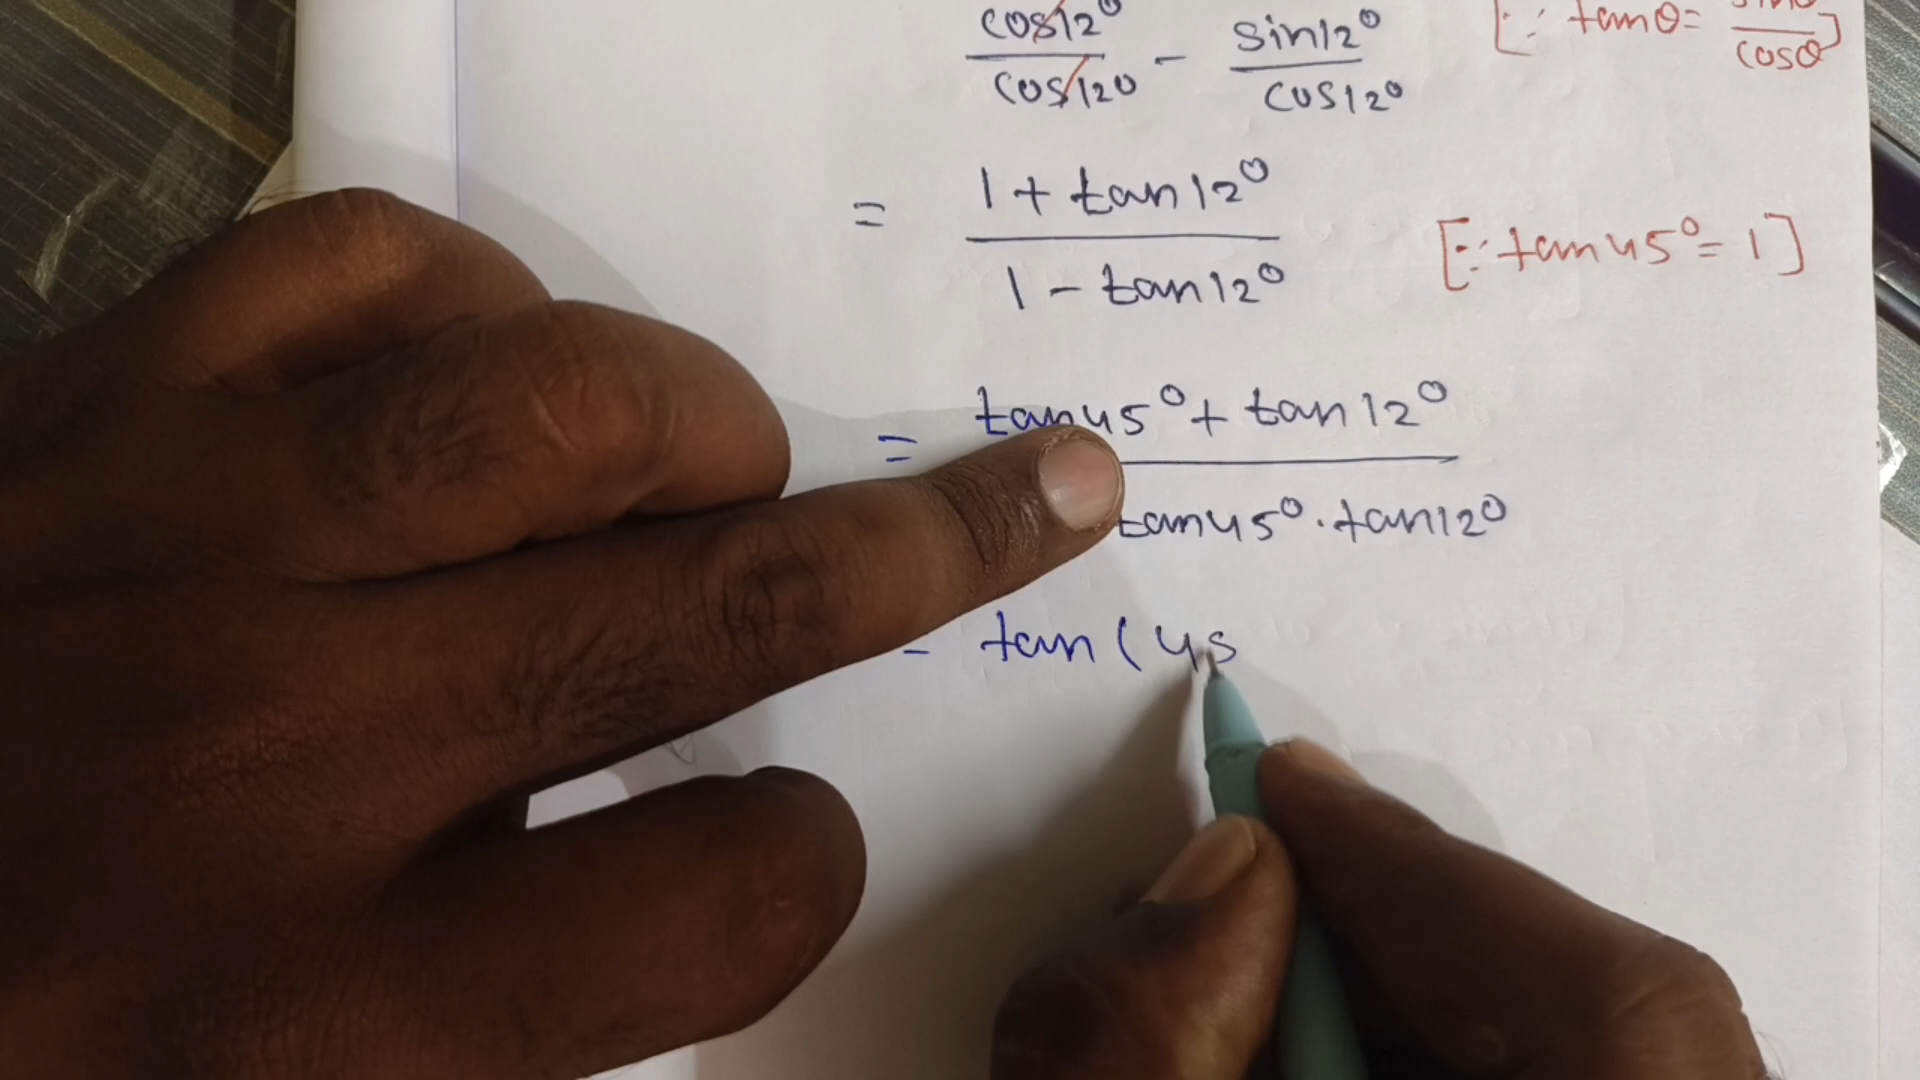 cos12° sin12° [∵ tanθ= sinθ
cos12° - cos12° cosθ]
= 1 + tan12°
1 - tan12° [∵ tan45°= 1]
= tan45° + tan12°
tan45° . tan12°
= tan ( 45